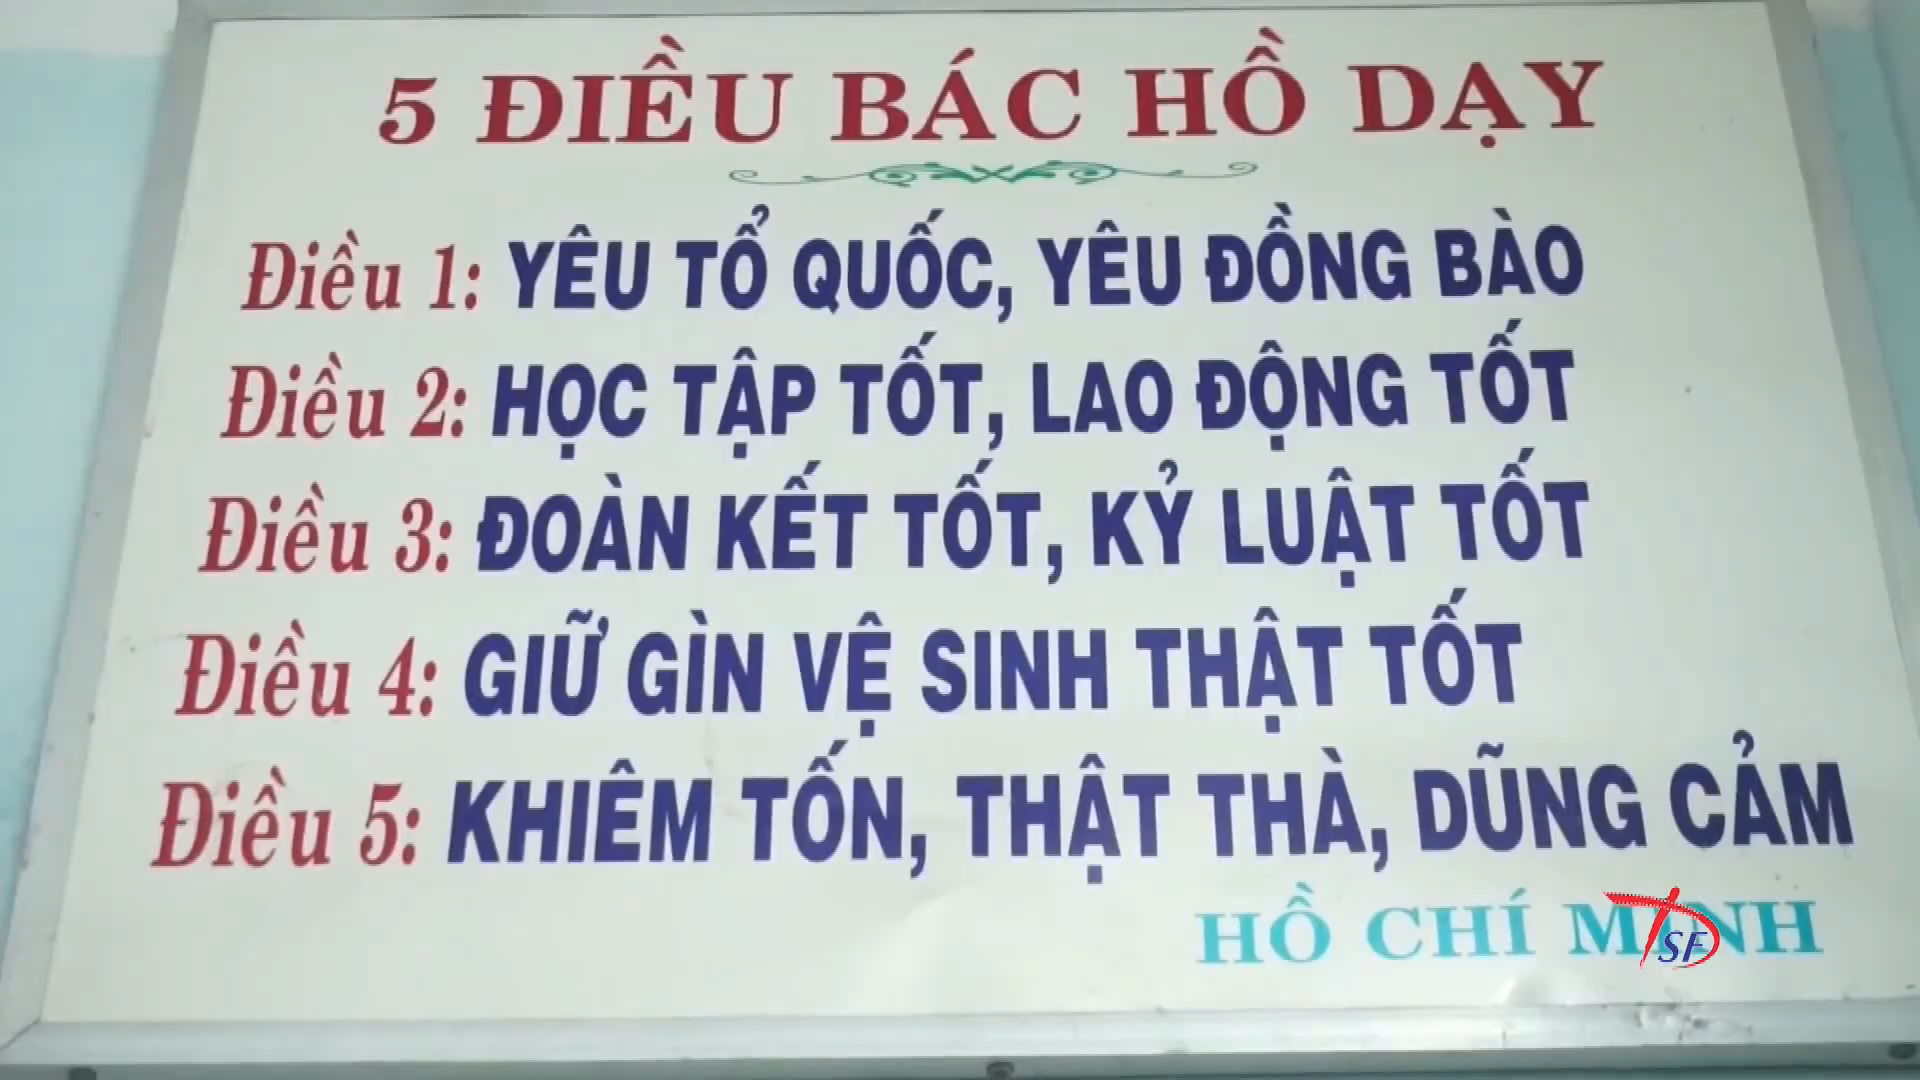 5 ĐIỀU BÁC HỒ DẠY
Điều 1: YÊU TỔ QUỐC, YÊU ĐỒNG BÀO
Điều 2: HỌC TẬP TỐT, LAO ĐỘNG TỐT
Điều 3: ĐOÀN KẾT TỐT, KỶ LUẬT TỐT
Điều 4: GIỮ GÌN VỆ SINH THẬT TỐT
Điều 5: KHIÊM TỐN, THẬT THÀ, DŨNG CẢM
HỒ CHÍ MINH
SF